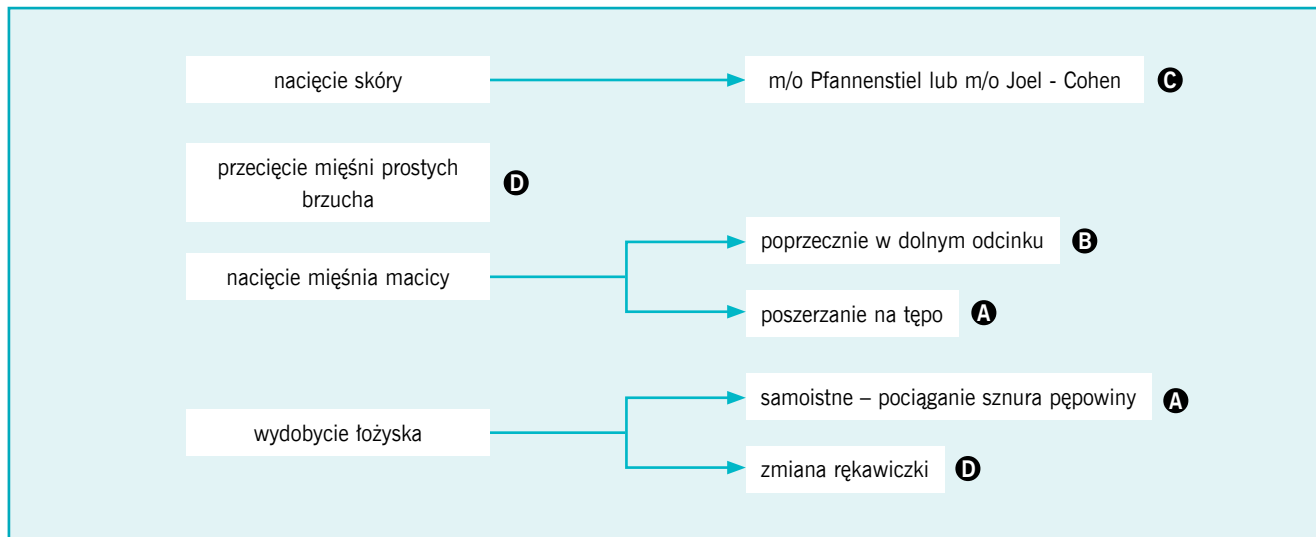 nacięcie skóry
m/o Pfannenstiel lub m/o Joel - Cohen C
przecięcie mięśni prostych
brzucha
D
nacięcie mięśnia macicy
poprzecznie w dolnym odcinku B
poszerzanie na tępo A
wydobycie łożyska
samoistne – pociąganie sznura pępowiny A
zmiana rękawiczki D